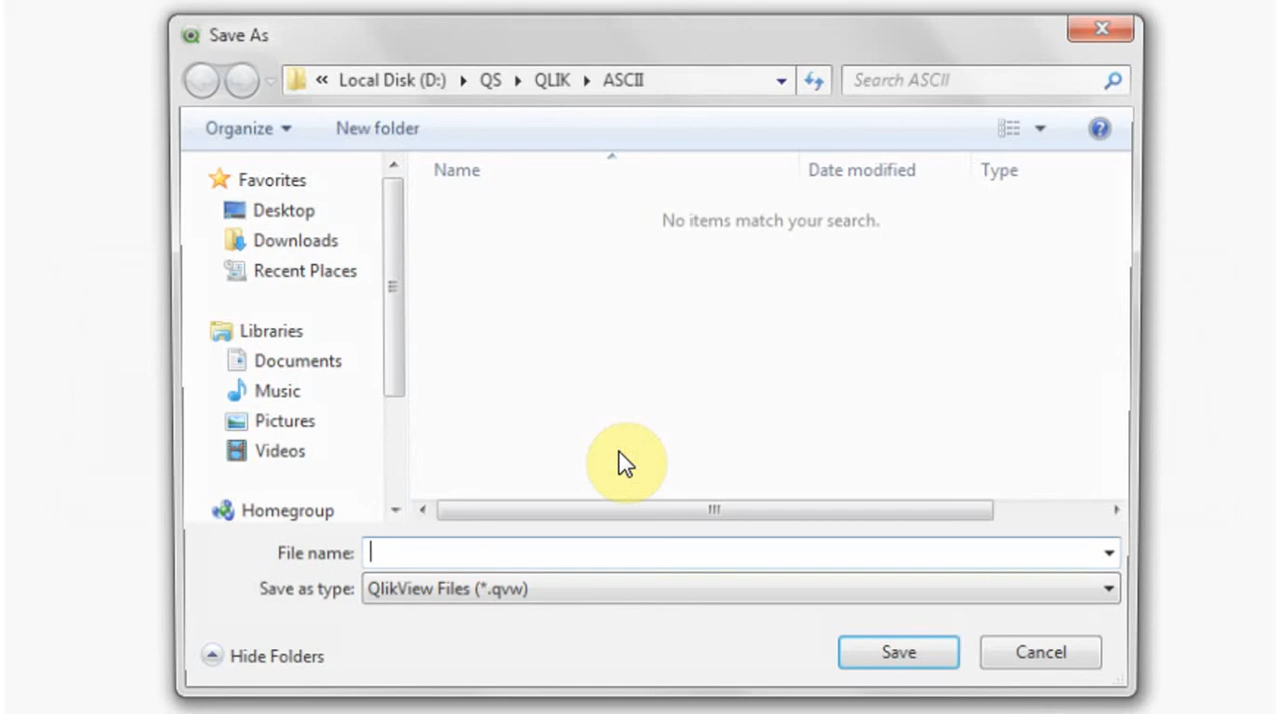 Save As
« Local Disk (D:) QS QLIK ASCII
Search ASCII
Organize New folder
Name Date modified Type
No items match your search.
Favorites
Desktop
Downloads
Recent Places
Libraries
Documents
Music
Pictures
Videos
Homegroup
File name:
Save as type: QlikView Files (*.qvw)
Hide Folders Save Cancel